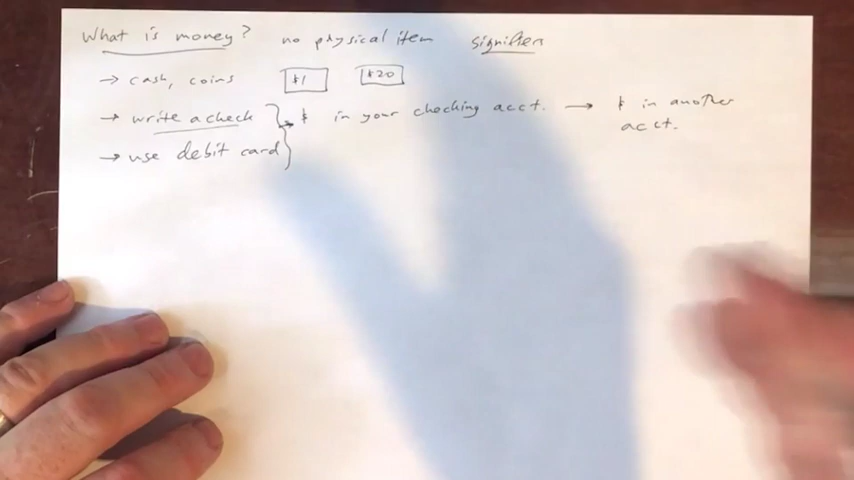 What is money? no physical item signifier
→ cash, coins $1 $20
→ write a check } → $ in your checking acct. → $ in another acct.
→ use debit card